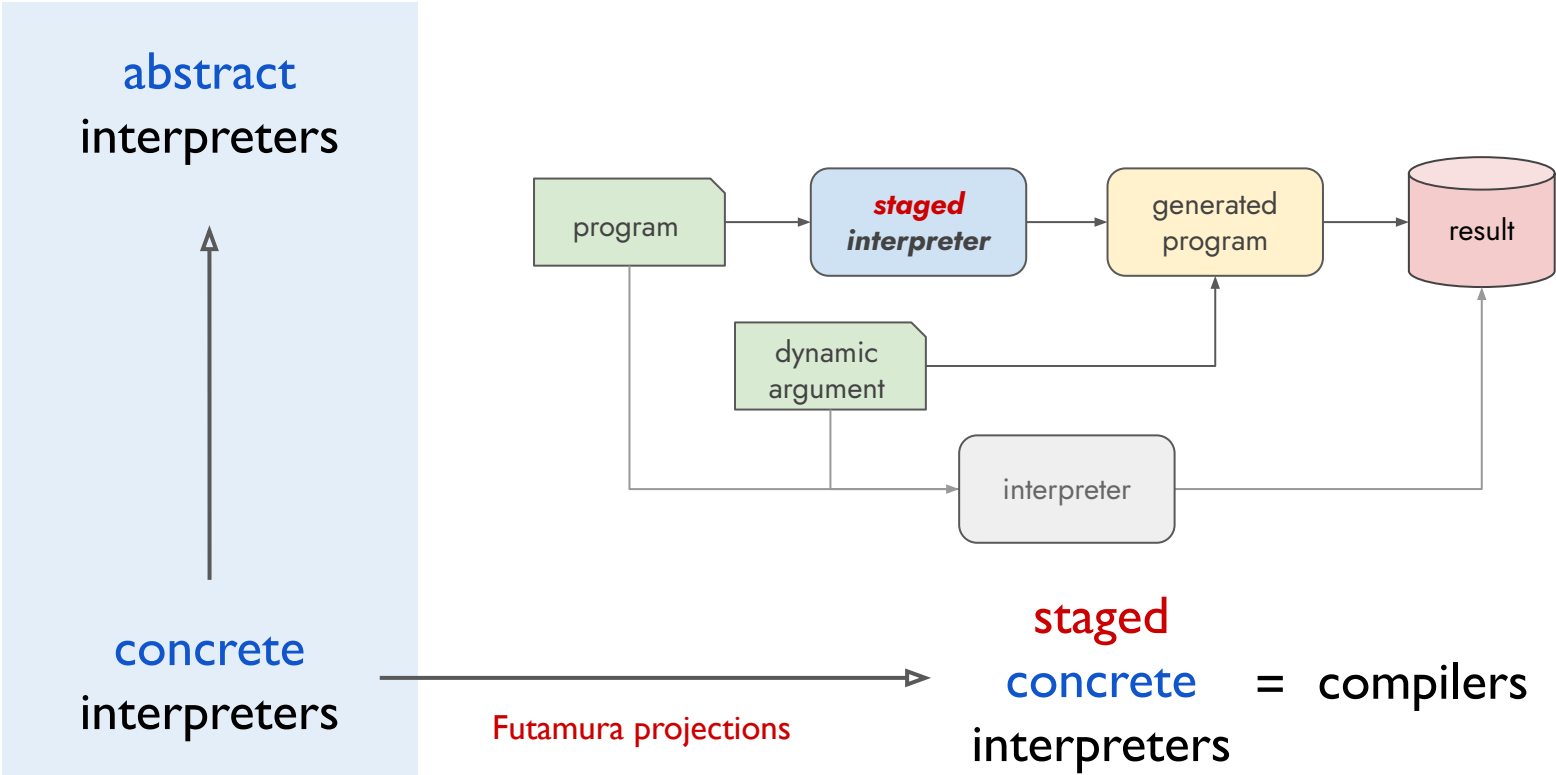 abstract
interpreters
program
staged
interpreter
generated
program
result
dynamic
argument
interpreter
concrete
interpreters
Futamura projections
staged
concrete = compilers
interpreters